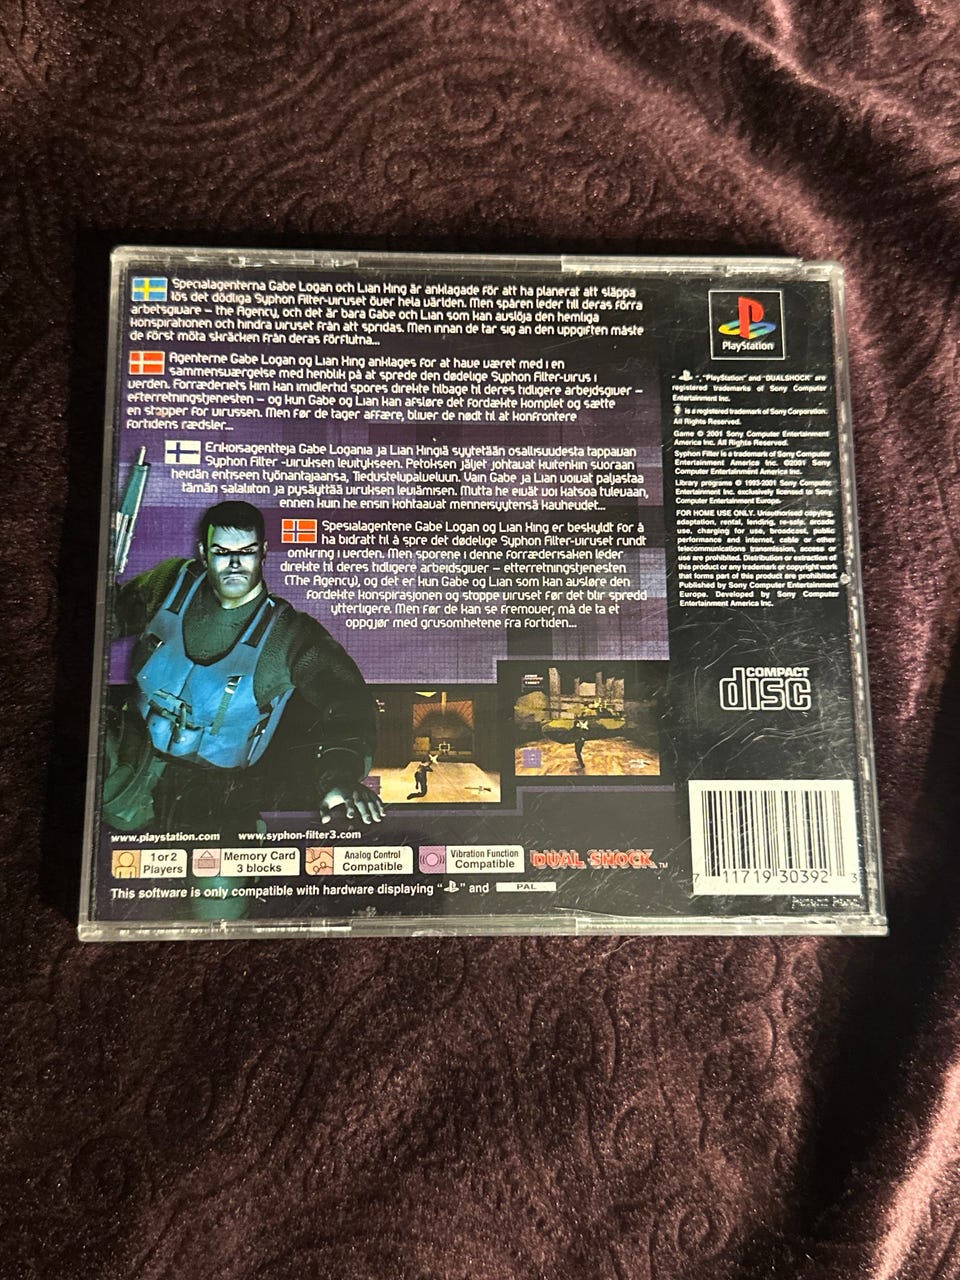 Specialagenterna Gabe Logan och Lian Xing är anklagade för att ha planerat att släppa
lös det dödliga Syphon Filter-viruset över hela världen. Men spåren leder till deras förra
arbetsgivare – the Agency, och det är bara Gabe och Lian som kan avslöja den hemliga
konspirationen och hindra viruset från att spridas. Men innan de tar sig an den uppgiften måste
de först möta skräcken från deras förflutna...
Agenterne Gabe Logan og Lian Xing anklages for at have været med i en
sammensværgelse med henblik på at sprede den dødelige Syphon Filter-virus i
verden. Forræderiets kim kan imidlertid spores direkte tilbage til deres tidligere arbejdsgiver –
efterretningstjenesten – og kun Gabe og Lian kan afsløre det fordækte komplot og sætte
en stopper for virussen. Men før de tager affære, bliver de nødt til at konfrontere
fortidens rædsler...
Erikoisagentteja Gabe Logania ja Lian Xingiä syytetään osallisuudesta tappavan
Syphon Filter -viruksen levitykseen. Petoksen jäljet johtavat kuitenkin suoraan
heidän entiseen työnantajaansa, Tiedustelupalveluun. Vain Gabe ja Lian voivat paljastaa
tämän salaliiton ja pysäyttää viruksen leviämisen. Mutta he eivät voi katsoa tulevaan,
ennen kuin he ensin kohtaavat menneisyytensä kauheudet...
Spesialagentene Gabe Logan og Lian Xing er beskyldt for å
ha bidratt til å spre det dødelige Syphon Filter-viruset rundt
omkring i verden. Men sporene i denne forrædersaken leder
direkte til deres tidligere arbeidsgiver – etterretningstjenesten
(The Agency), og det er kun Gabe og Lian som kan avsløre den
fordekte konspirasjonen og stoppe viruset før det blir spredd
ytterligere. Men før de kan se fremover, må de ta et
oppgjør med grusomhetene fra fortiden...
PlayStation
", "PlayStation" and "DUALSHOCK" are
registered trademarks of Sony Computer
Entertainment Inc.
is a registered trademark of Sony Corporation.
All Rights Reserved.
Game © 2001 Sony Computer Entertainment
America Inc. All Rights Reserved.
Syphon Filter is a trademark of Sony Computer
Entertainment America Inc. ©2001 Sony
Computer Entertainment America Inc.
Library programs © 1993-2001 Sony Computer
Entertainment Inc. exclusively licensed to Sony
Computer Entertainment Europe.
FOR HOME USE ONLY. Unauthorised copying,
adaptation, rental, lending, re-sale, arcade
use, charging for use, broadcast, public
performance and internet, cable or other
telecommunications transmission, access or
use are prohibited. Distribution or extraction of
this product or any trademark or copyright work
that forms part of this product are prohibited.
Published by Sony Computer Entertainment
Europe. Developed by Sony Computer
Entertainment America Inc.
COMPACT
disc
www.playstation.com www.syphon-filter3.com
1 or 2
Players
Memory Card
3 blocks
Analog Control
Compatible
Vibration Function
Compatible
DUAL SHOCK™
This software is only compatible with hardware displaying " " and PAL
7 11719 30392 3